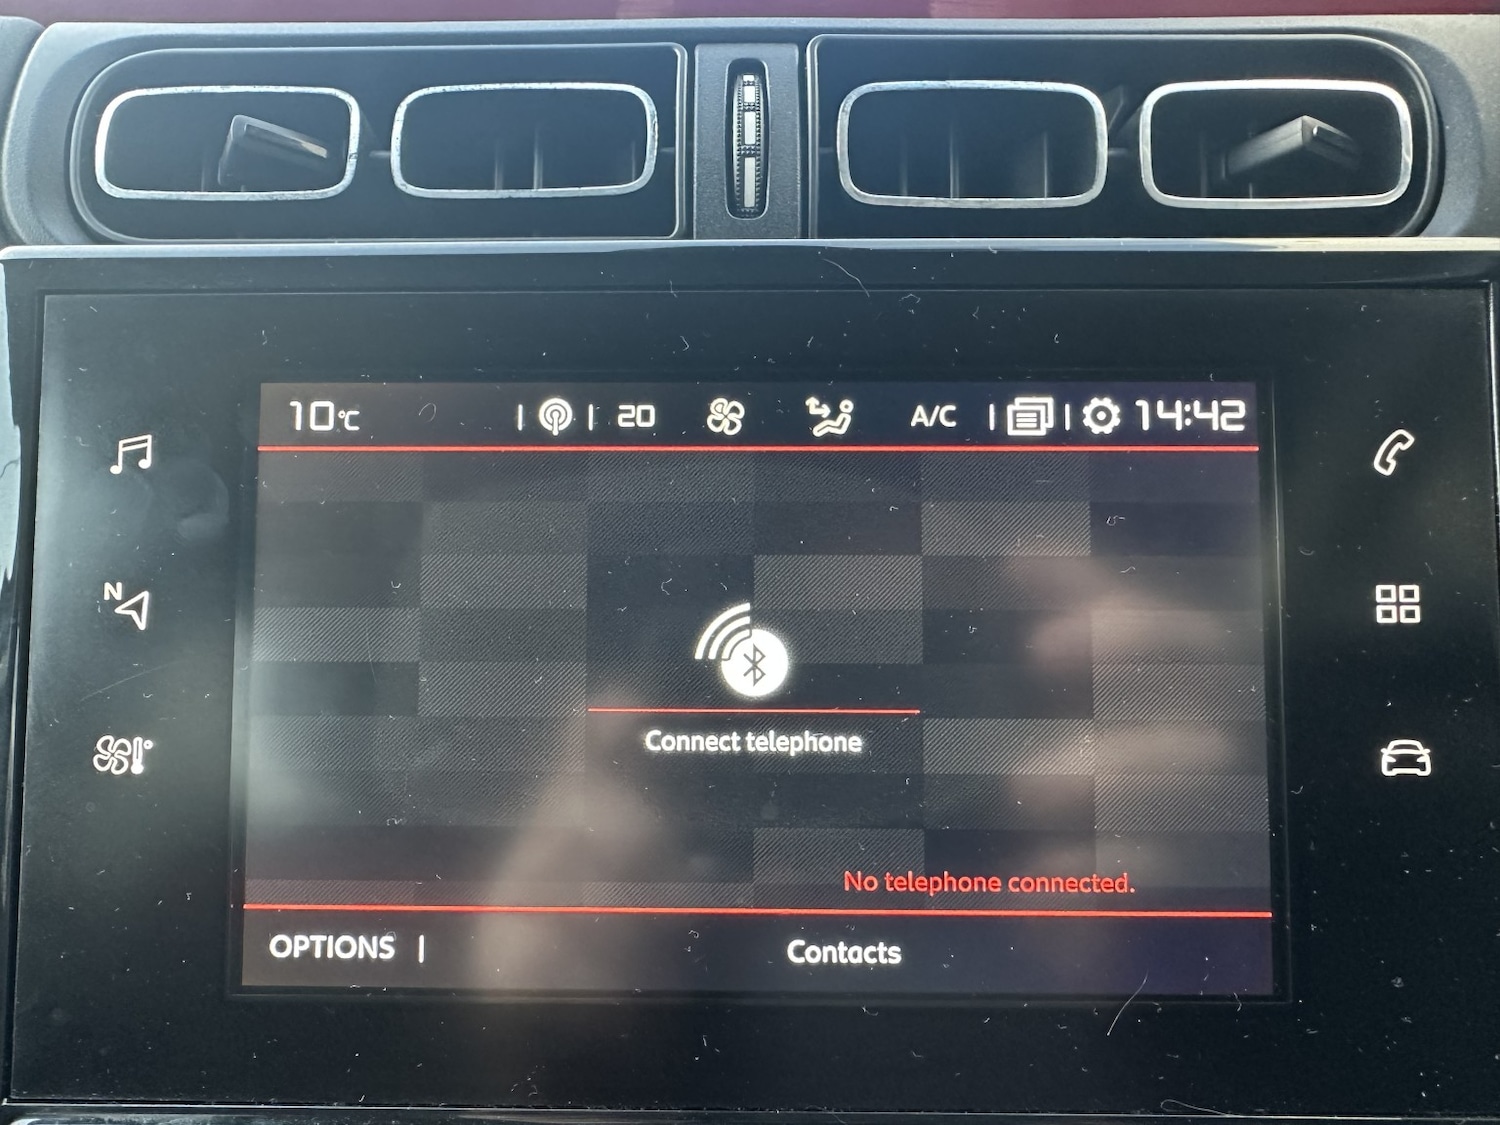 10°C 20 A/C 14:42
N
Connect telephone
No telephone connected.
OPTIONS Contacts